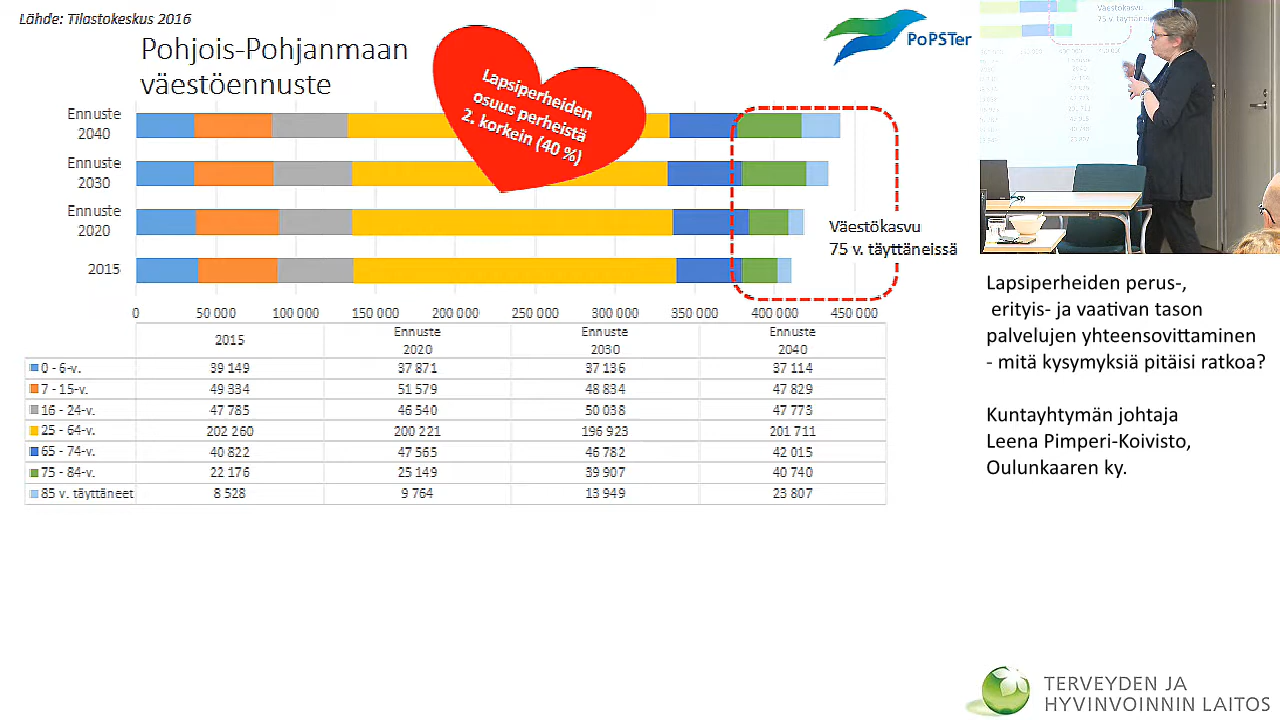 Lähde: Tilastokeskus 2016
Pohjois-Pohjanmaan
väestöennuste
Lapsiperheiden
osuus perheistä
2. korkein (40 %)
PoPSTer
Ennuste
2040
Ennuste
2030
Ennuste
2020
2015
Väestökasvu
75 v. täyttäneissä
0 50 000 100 000 150 000 200 000 250 000 300 000 350 000 400 000 450 000
2015 Ennuste 2020 Ennuste 2030 Ennuste 2040
0 - 6-v. 39 149 37 871 37 136 37 114
7 - 15-v. 49 334 51 579 48 834 47 829
16 - 24-v. 47 785 46 540 50 038 47 773
25 - 64-v. 202 260 200 221 196 923 201 711
65 - 74-v. 40 822 47 565 46 782 42 015
75 - 84-v. 22 176 25 149 39 907 40 740
85 v. täyttäneet 8 528 9 764 13 949 23 807
Väestökasvu
75 v. täyttäne
Lapsiperheiden perus-,
erityis- ja vaativan tason
palvelujen yhteensovittaminen
- mitä kysymyksiä pitäisi ratkoa?
Kuntayhtymän johtaja
Leena Pimperi-Koivisto,
Oulunkaaren ky.
TERVEYDEN JA
HYVINVOINNIN LAITOS